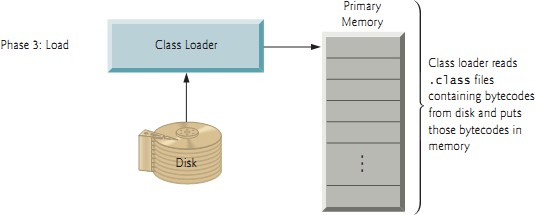 Phase 3: Load
Class Loader
Disk
Primary
Memory
Class loader reads
.class files
containing bytecodes
from disk and puts
those bytecodes in
memory